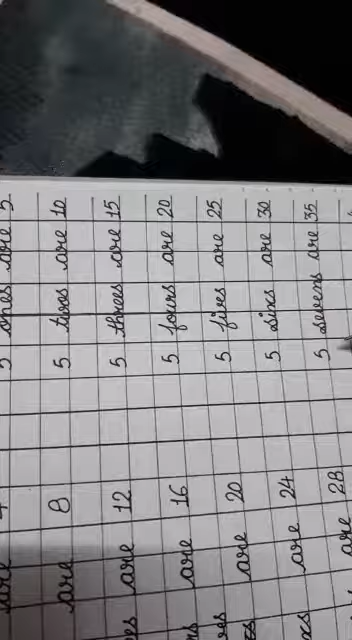 5 ones are 5
5 twos are 10
5 threes are 15
5 fours are 20
5 fives are 25
5 sixs are 30
5 sevens are 35
are
are 8
are 12
are 16
are 20
are 24
are 28